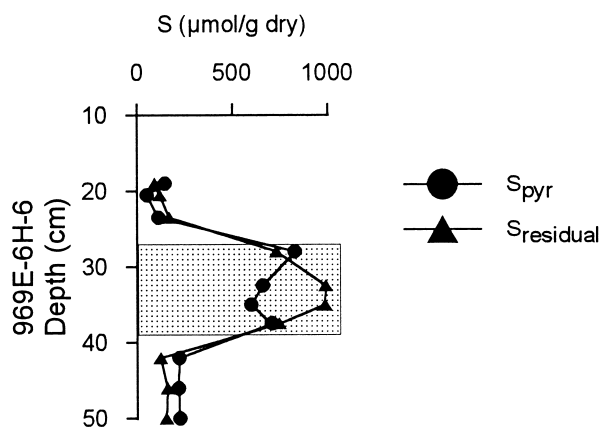 S (µmol/g dry)
0 500 1000
10
20
30
40
50
969E-6H-6
Depth (cm)
Spyr
Sresidual